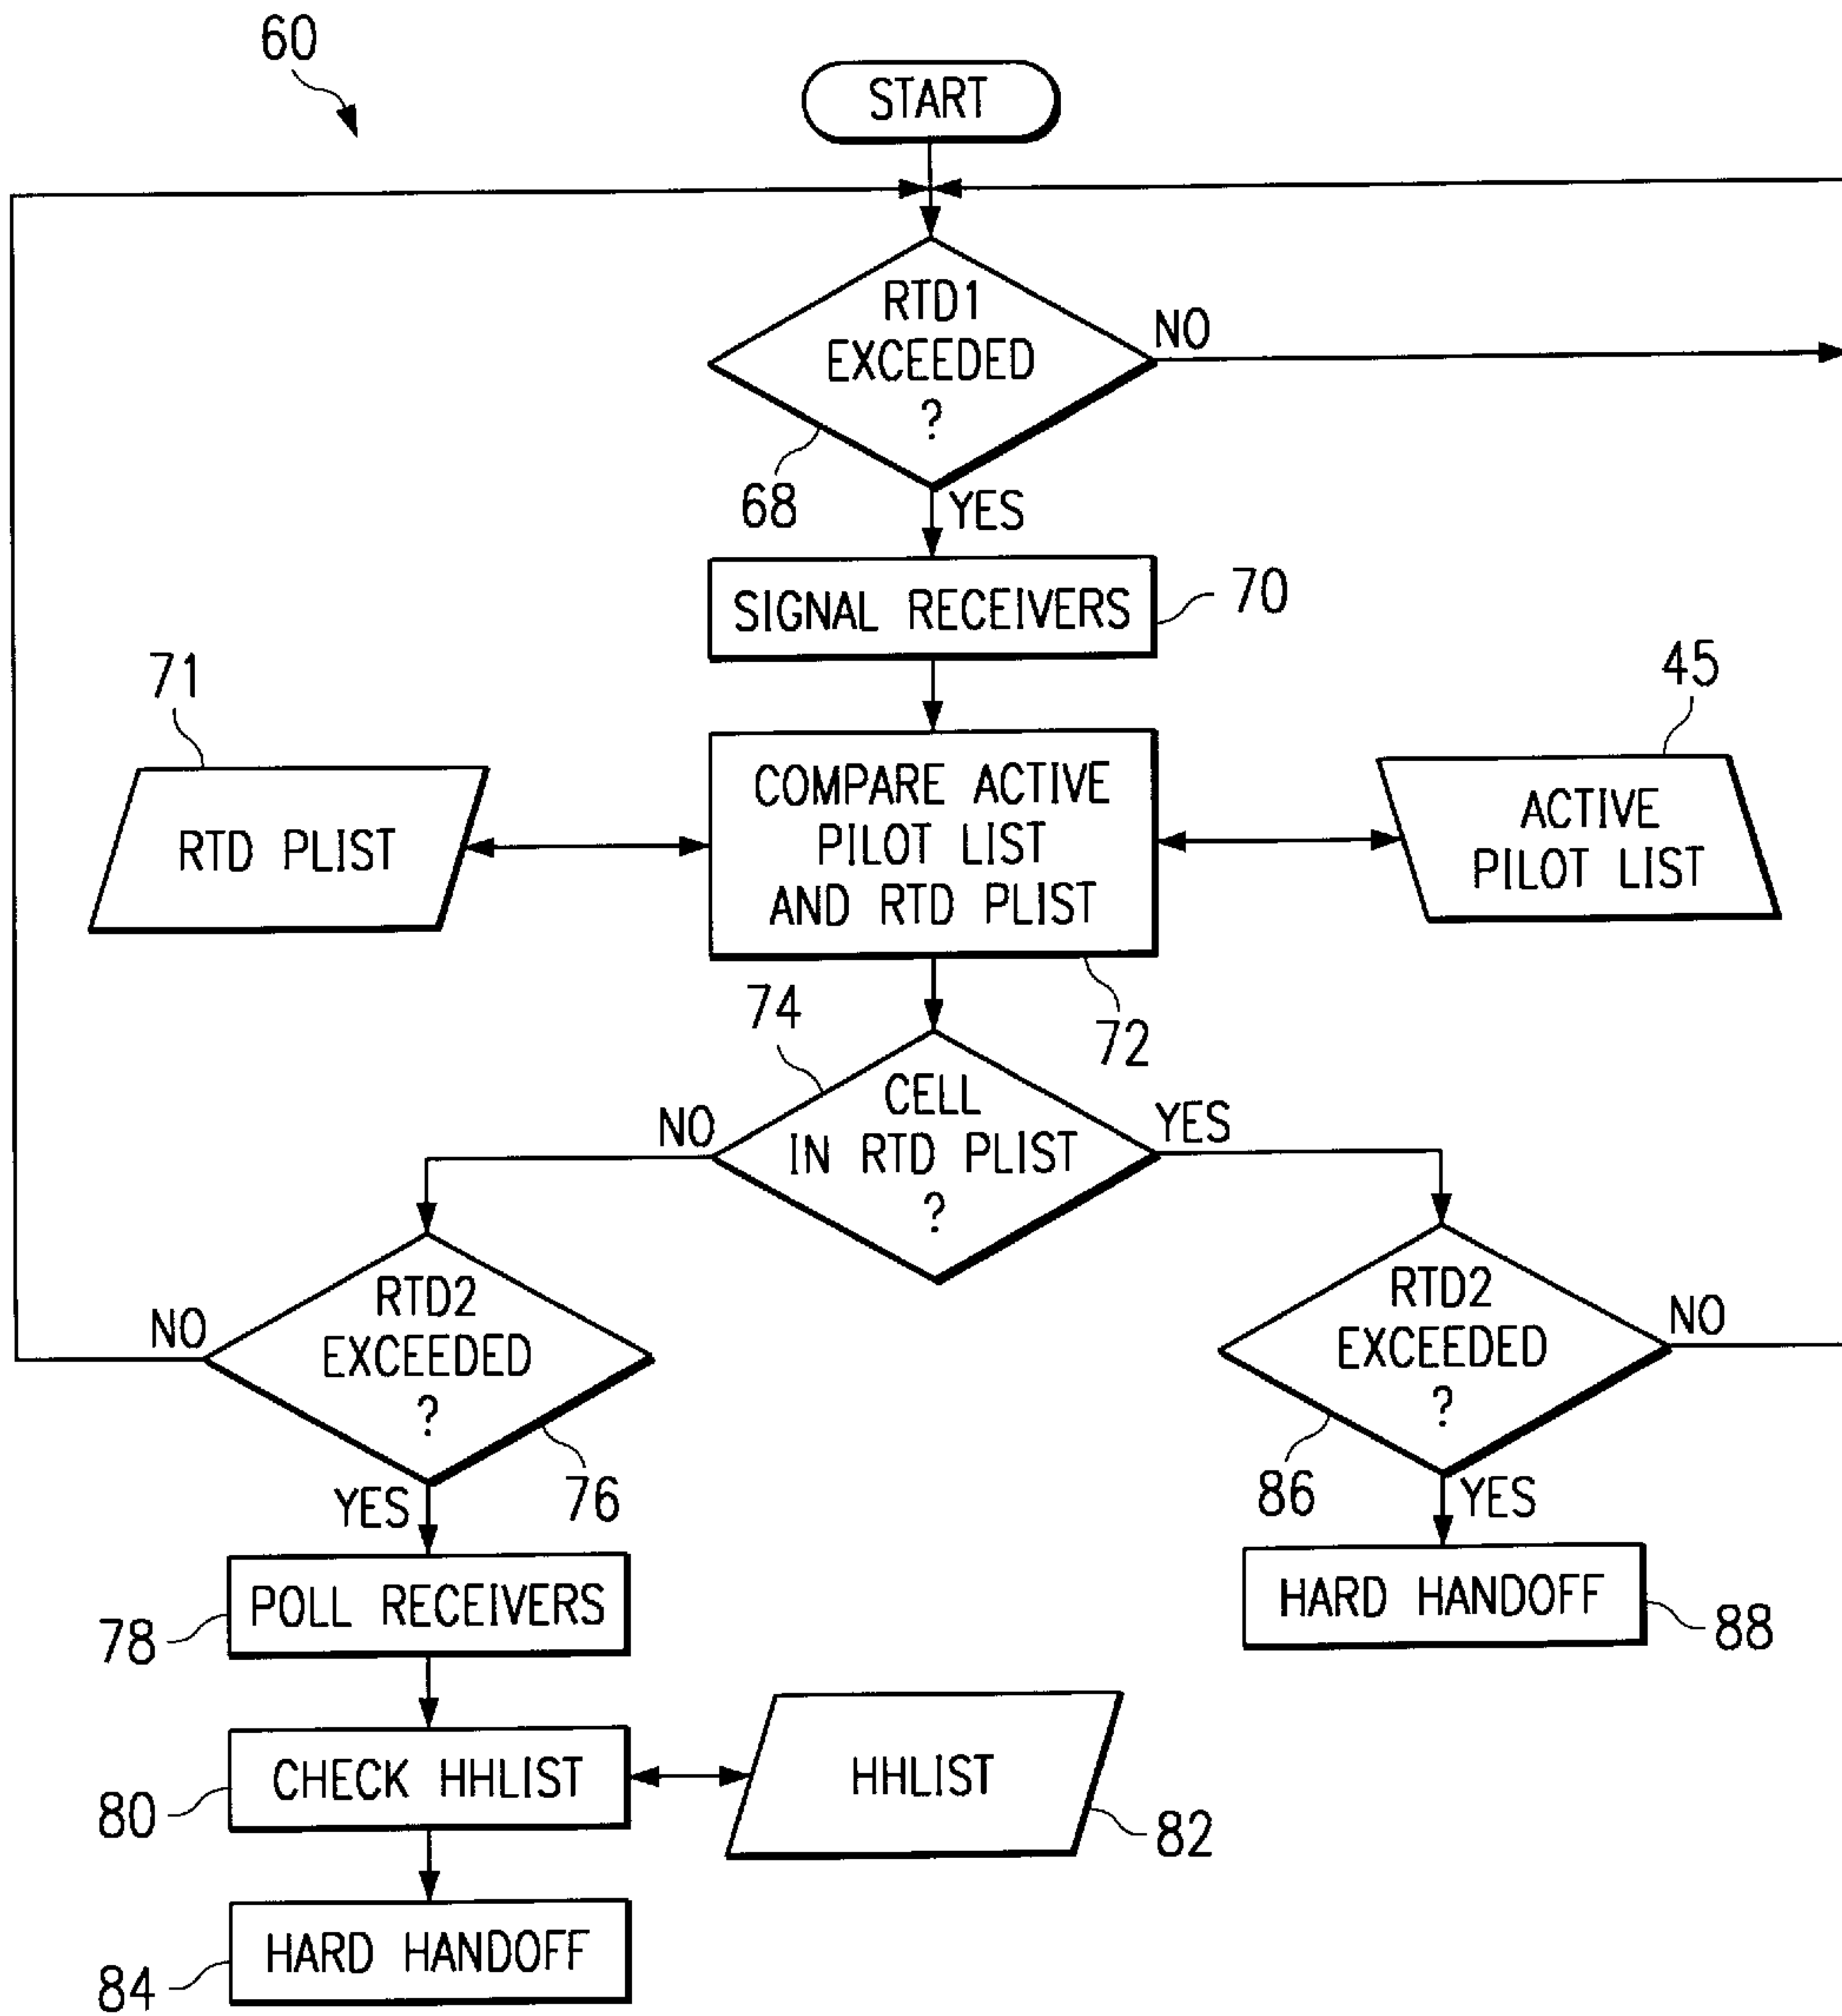 60
START
RTD1
EXCEEDED
?
NO
68
YES
SIGNAL RECEIVERS
70
71
45
RTD PLIST
COMPARE ACTIVE
PILOT LIST
AND RTD PLIST
ACTIVE
PILOT LIST
74
72
CELL
IN RTD PLIST
?
NO
YES
RTD2
EXCEEDED
?
NO
76
YES
RTD2
EXCEEDED
?
NO
86
YES
POLL RECEIVERS
78
HARD HANDOFF
88
CHECK HHLIST
80
HHLIST
82
HARD HANDOFF
84